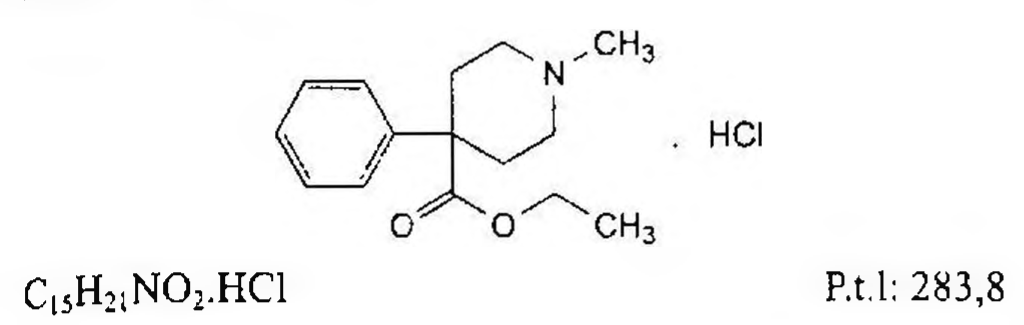 CH₃
N
. HCl
O
O
CH₃
C₁₅H₂₁NO₂.HCl P.t.l: 283,8